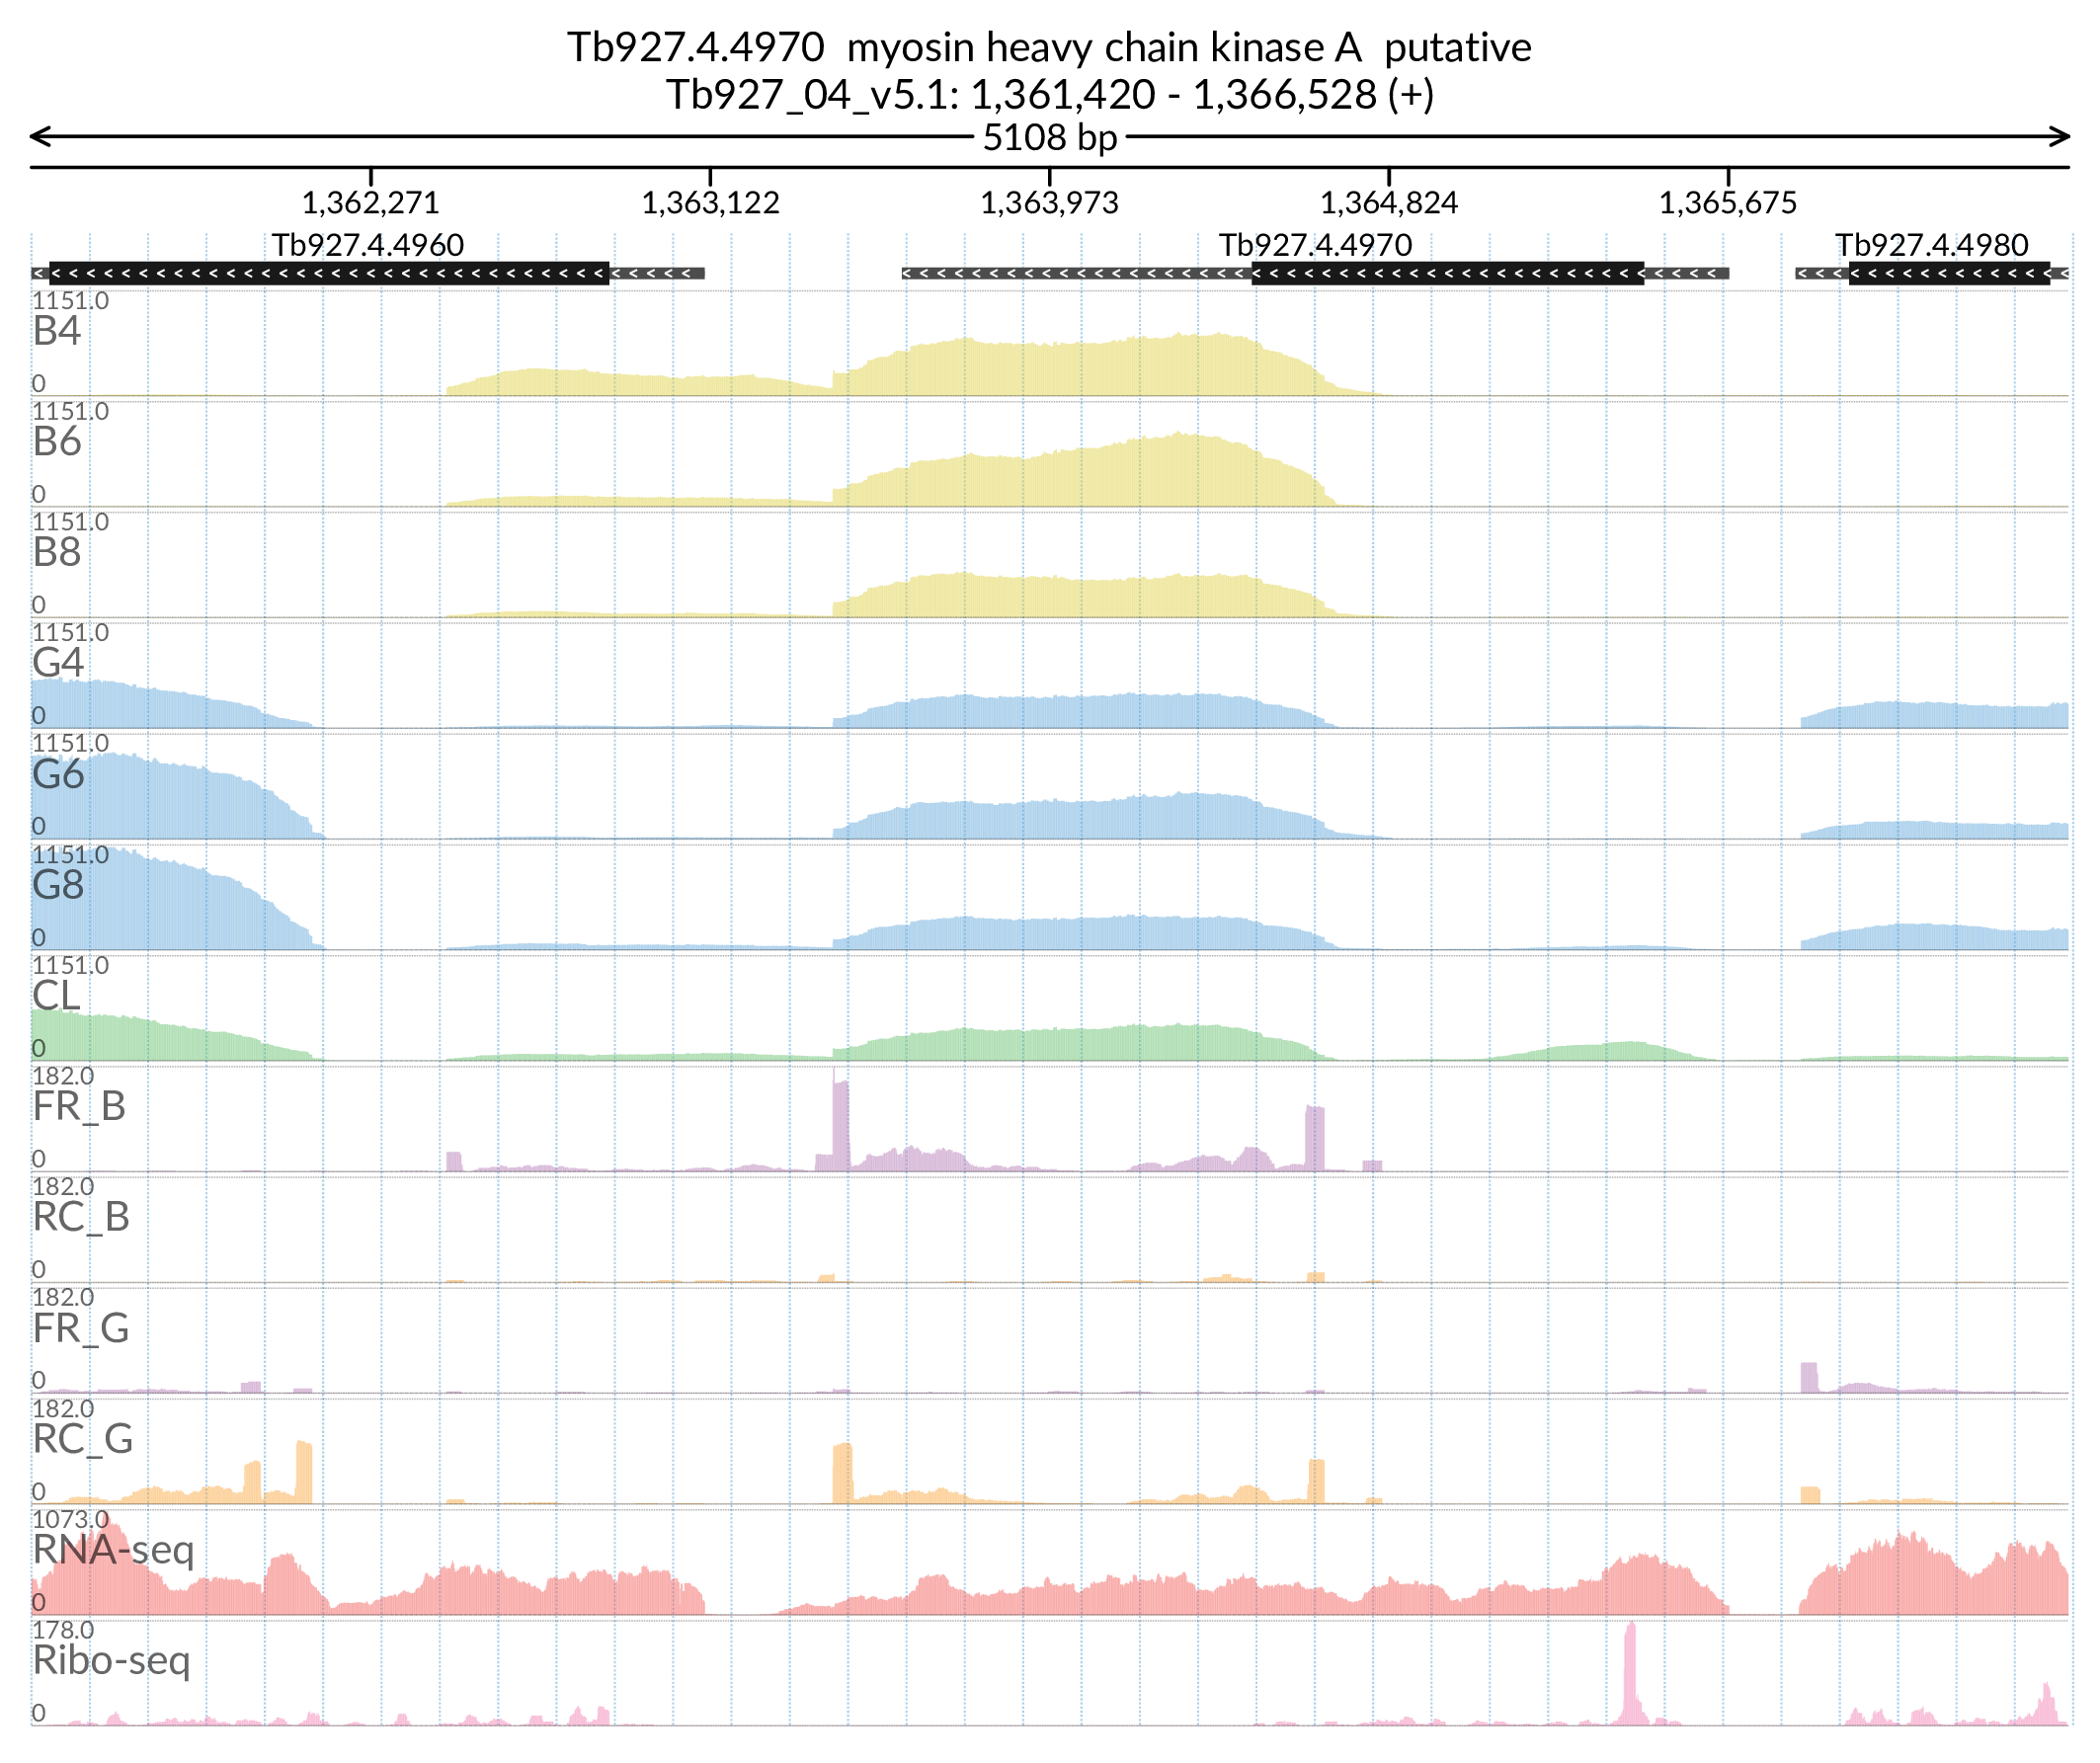 Tb927.4.4970 myosin heavy chain kinase A putative
Tb927_04_v5.1: 1,361,420 - 1,366,528 (+)
5108 bp
1,362,271 1,363,122 1,363,973 1,364,824 1,365,675
Tb927.4.4960 Tb927.4.4970 Tb927.4.4980
1151.0
B4
0
1151.0
B6
0
1151.0
B8
0
1151.0
G4
0
1151.0
G6
0
1151.0
G8
0
1151.0
CL
0
182.0
FR_B
0
182.0
RC_B
0
182.0
FR_G
0
182.0
RC_G
0
1073.0
RNA-seq
0
178.0
Ribo-seq
0